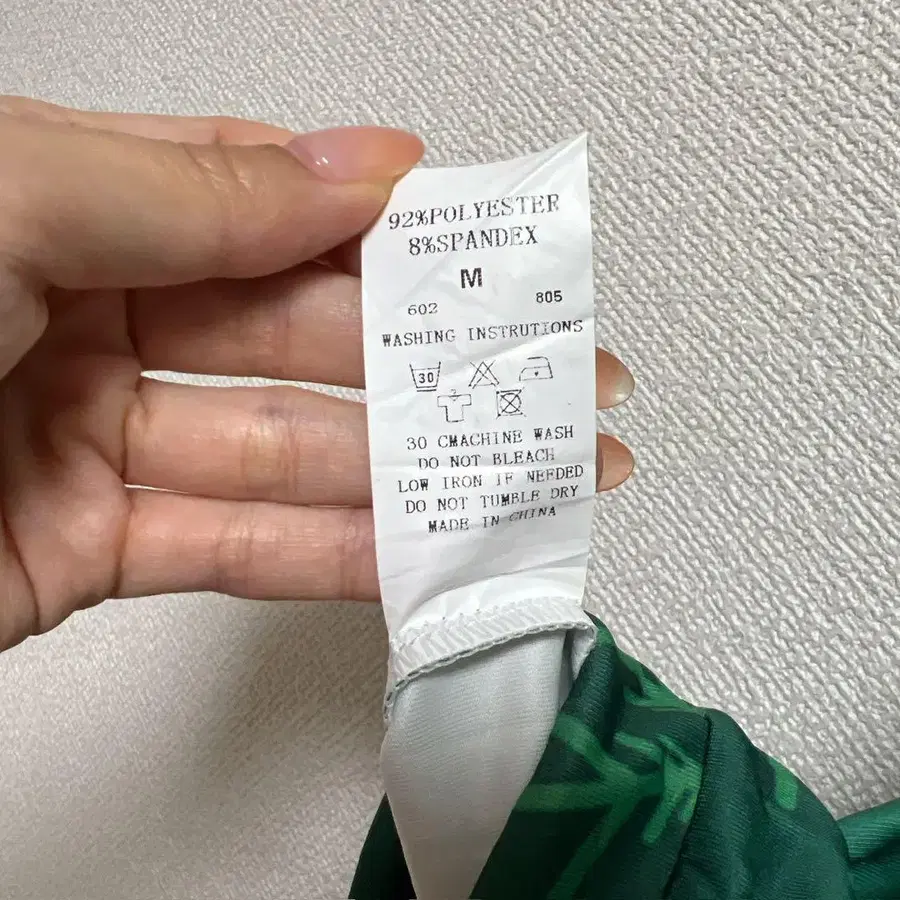 92%POLYESTER
8%SPANDEX
M
602 805
WASHING INSTRUTIONS
30
30 CMACHINE WASH
DO NOT BLEACH
LOW IRON IF NEEDED
DO NOT TUMBLE DRY
MADE IN CHINA